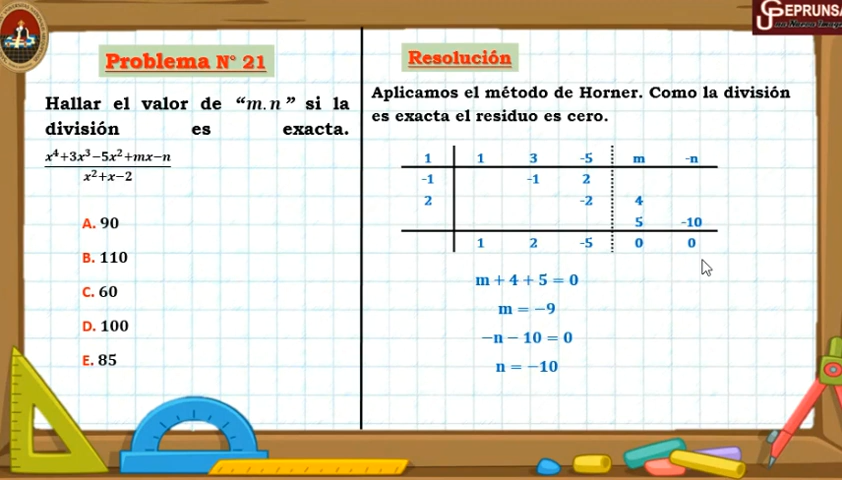 EPRUNSA
Problema N° 21
Hallar el valor de “m.n” si la
división es exacta.
x⁴+3x³−5x²+mx−n
x²+x−2
A. 90
B. 110
C. 60
D. 100
E. 85
Resolución
Aplicamos el método de Horner. Como la división
es exacta el residuo es cero.
1 1 3 -5 m -n
-1 -1 2
2 -2 4
5 -10
1 2 -5 0 0
m + 4 + 5 = 0
m = −9
−n − 10 = 0
n = −10